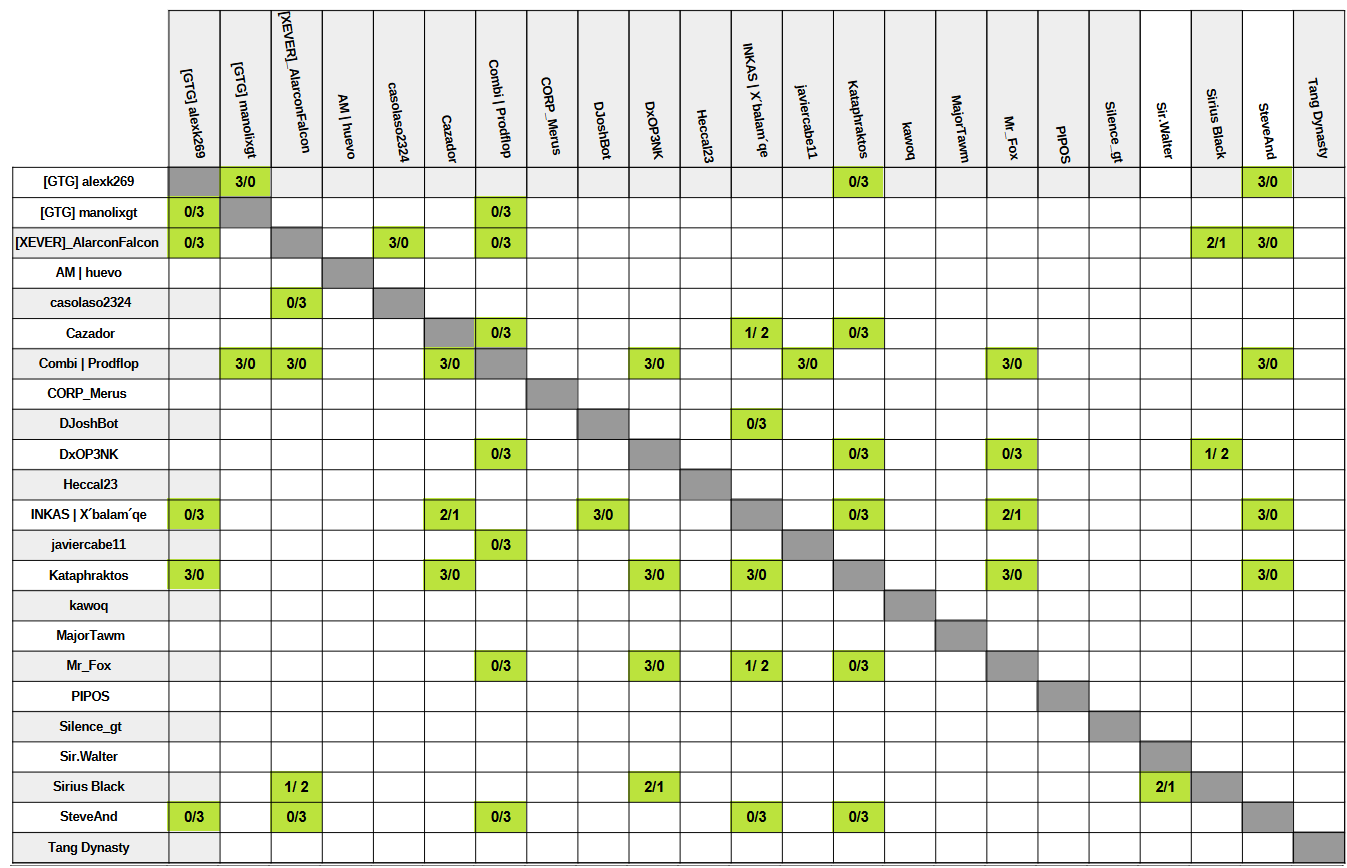 [GTG] alexk269 [GTG] manolixgt [XEVER]_AlarconFalcon AM | huevo casolaso2324 Cazador Combi | Prodflop CORP_Merus DJoshBot DxOP3NK Heccal23 INKAS | X´balam´qe javiercabe11 Kataphraktos kawoq MajorTawm Mr_Fox PIPOS Silence_gt Sir.Walter Sirius Black SteveAnd Tang Dynasty
[GTG] alexk269 3/0 0/3 3/0
[GTG] manolixgt 0/3 0/3
[XEVER]_AlarconFalcon 0/3 3/0 0/3 2/1 3/0
AM | huevo
casolaso2324 0/3
Cazador 0/3 1/ 2 0/3
Combi | Prodflop 3/0 3/0 3/0 3/0 3/0 3/0 3/0
CORP_Merus
DJoshBot 0/3
DxOP3NK 0/3 0/3 0/3 1/ 2
Heccal23
INKAS | X´balam´qe 0/3 2/1 3/0 0/3 2/1 3/0
javiercabe11 0/3
Kataphraktos 3/0 3/0 3/0 3/0 3/0 3/0
kawoq
MajorTawm
Mr_Fox 0/3 3/0 1/ 2 0/3
PIPOS
Silence_gt
Sir.Walter
Sirius Black 1/ 2 2/1 2/1
SteveAnd 0/3 0/3 0/3 0/3 0/3
Tang Dynasty